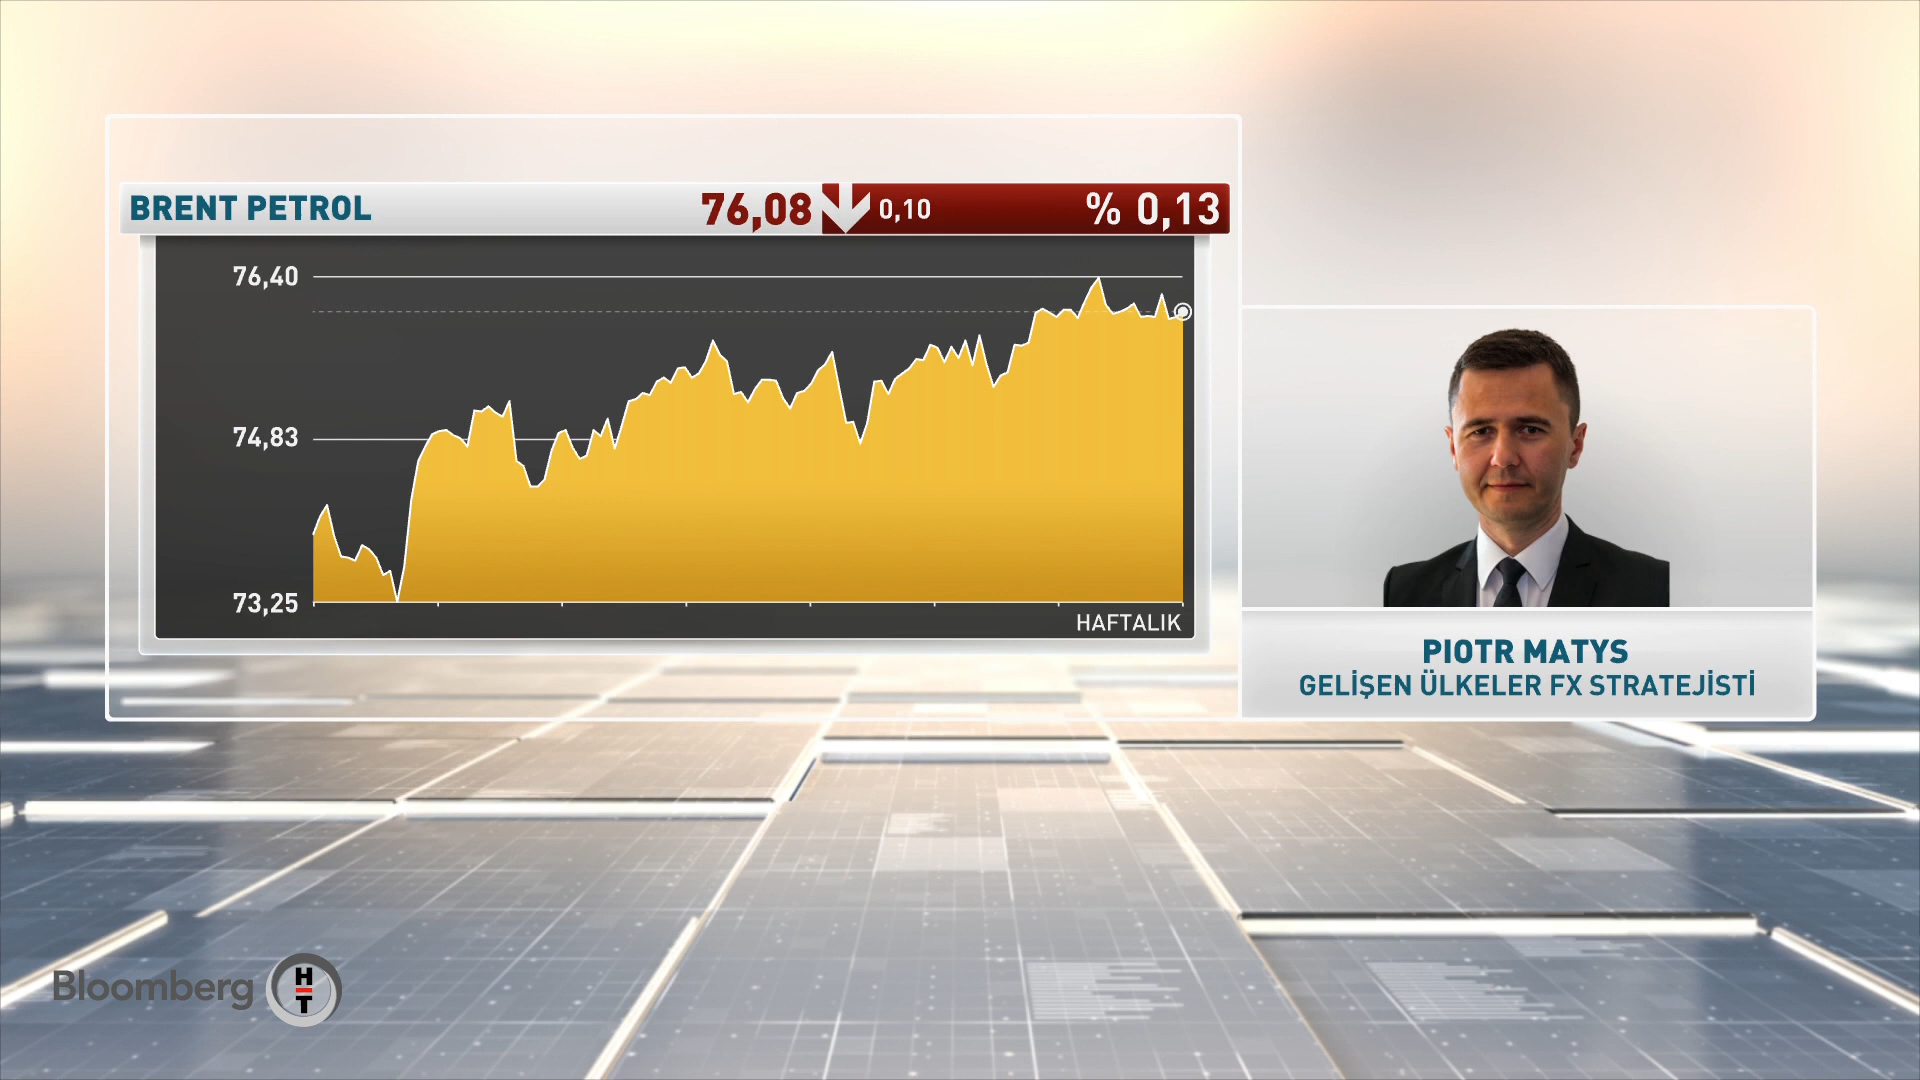 BRENT PETROL 76,08 0,10 % 0,13
76,40
74,83
73,25
HAFTALIK
PIOTR MATYS
GELİŞEN ÜLKELER FX STRATEJİSTİ
Bloomberg HT